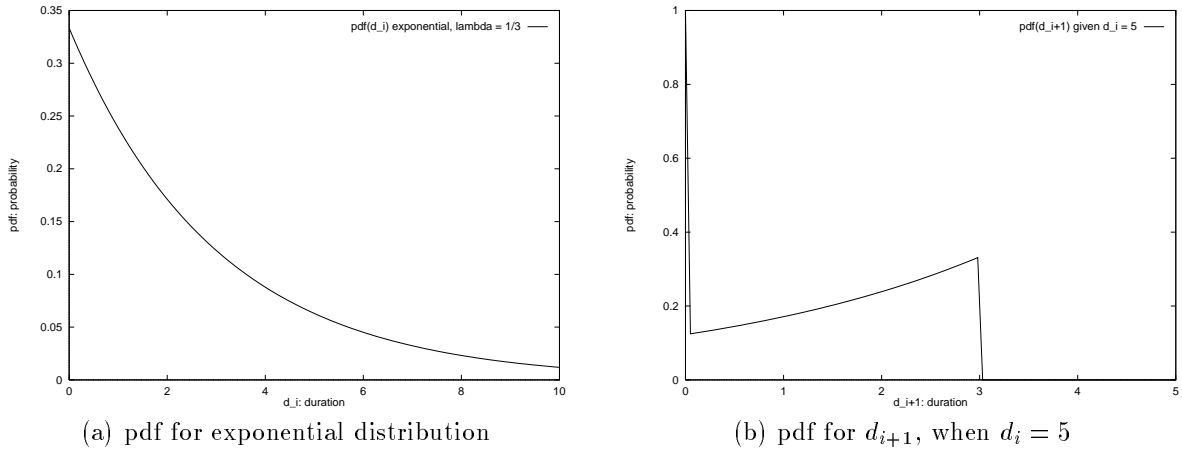 0.35
0.3
0.25
0.2
0.15
0.1
0.05
0
pdf: probability
pdf(d_i) exponential, lambda = 1/3
0 2 4 6 8 10
d_i: duration
(a) pdf for exponential distribution
1
0.8
0.6
0.4
0.2
0
pdf: probability
pdf(d_i+1) given d_i = 5
0 1 2 3 4 5
d_i+1: duration
(b) pdf for d_{i+1}, when d_i = 5